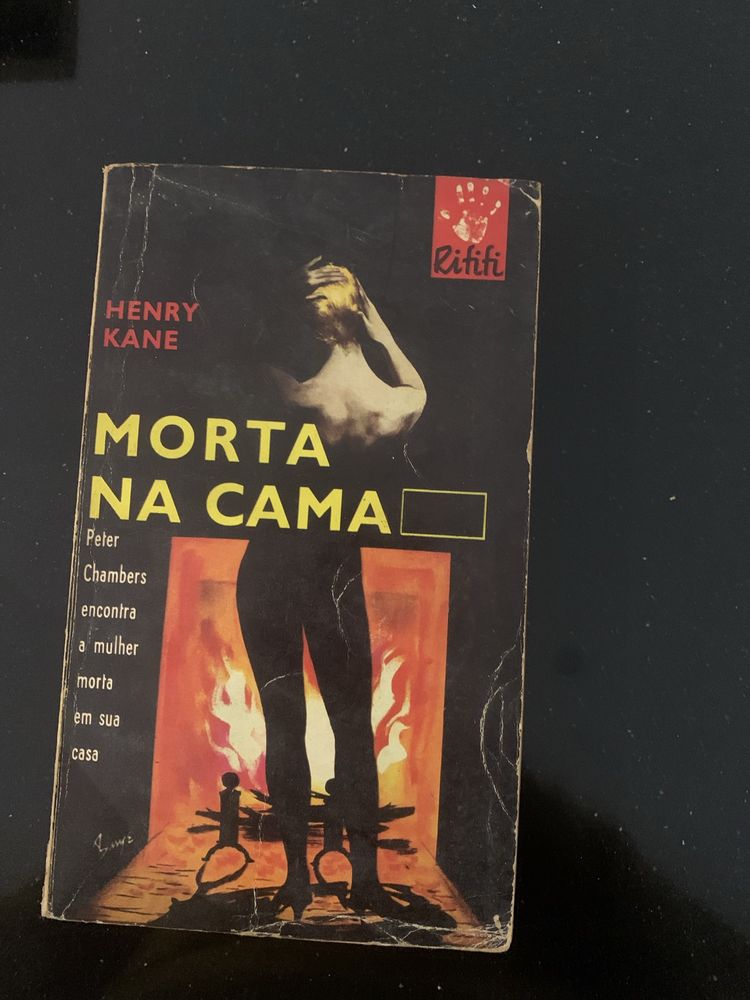 Rififi
HENRY
KANE
MORTA
NA CAMA
Peter
Chambers
encontra
a mulher
morta
em sua
casa